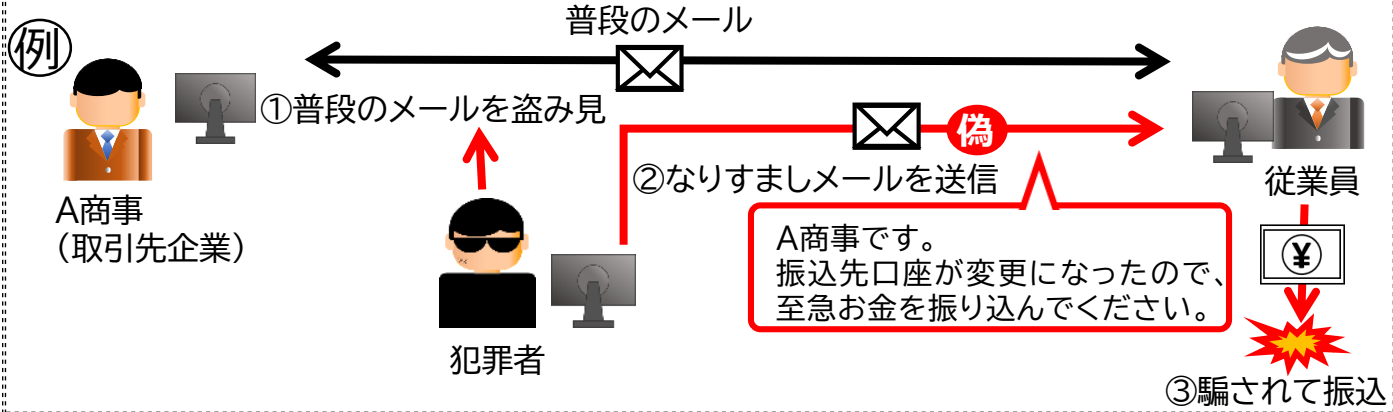 例
普段のメール
①普段のメールを盗み見
偽
②なりすましメールを送信
従業員
A商事
(取引先企業)
A商事です。
振込先口座が変更になったので、
至急お金を振り込んでください。
¥
犯罪者
③騙されて振込